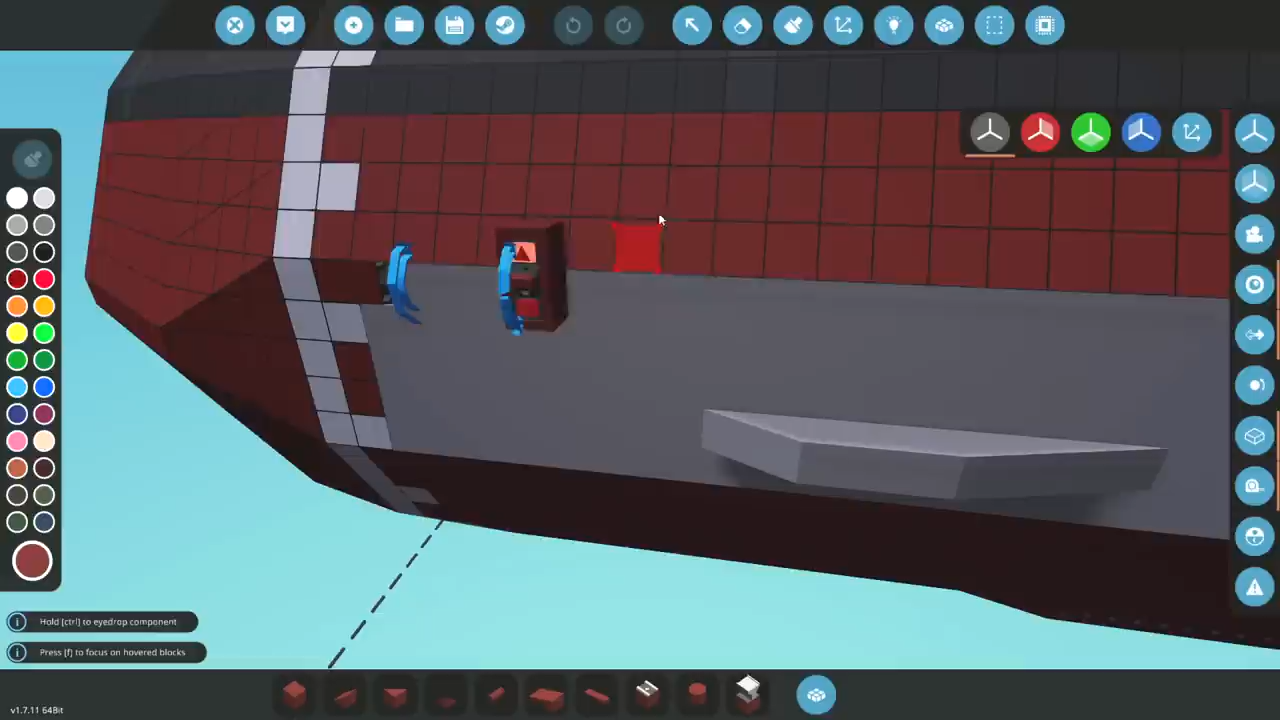 Hold [ctrl] to eyedrop component
Press [f] to focus on hovered blocks
v1.7.11 64Bit